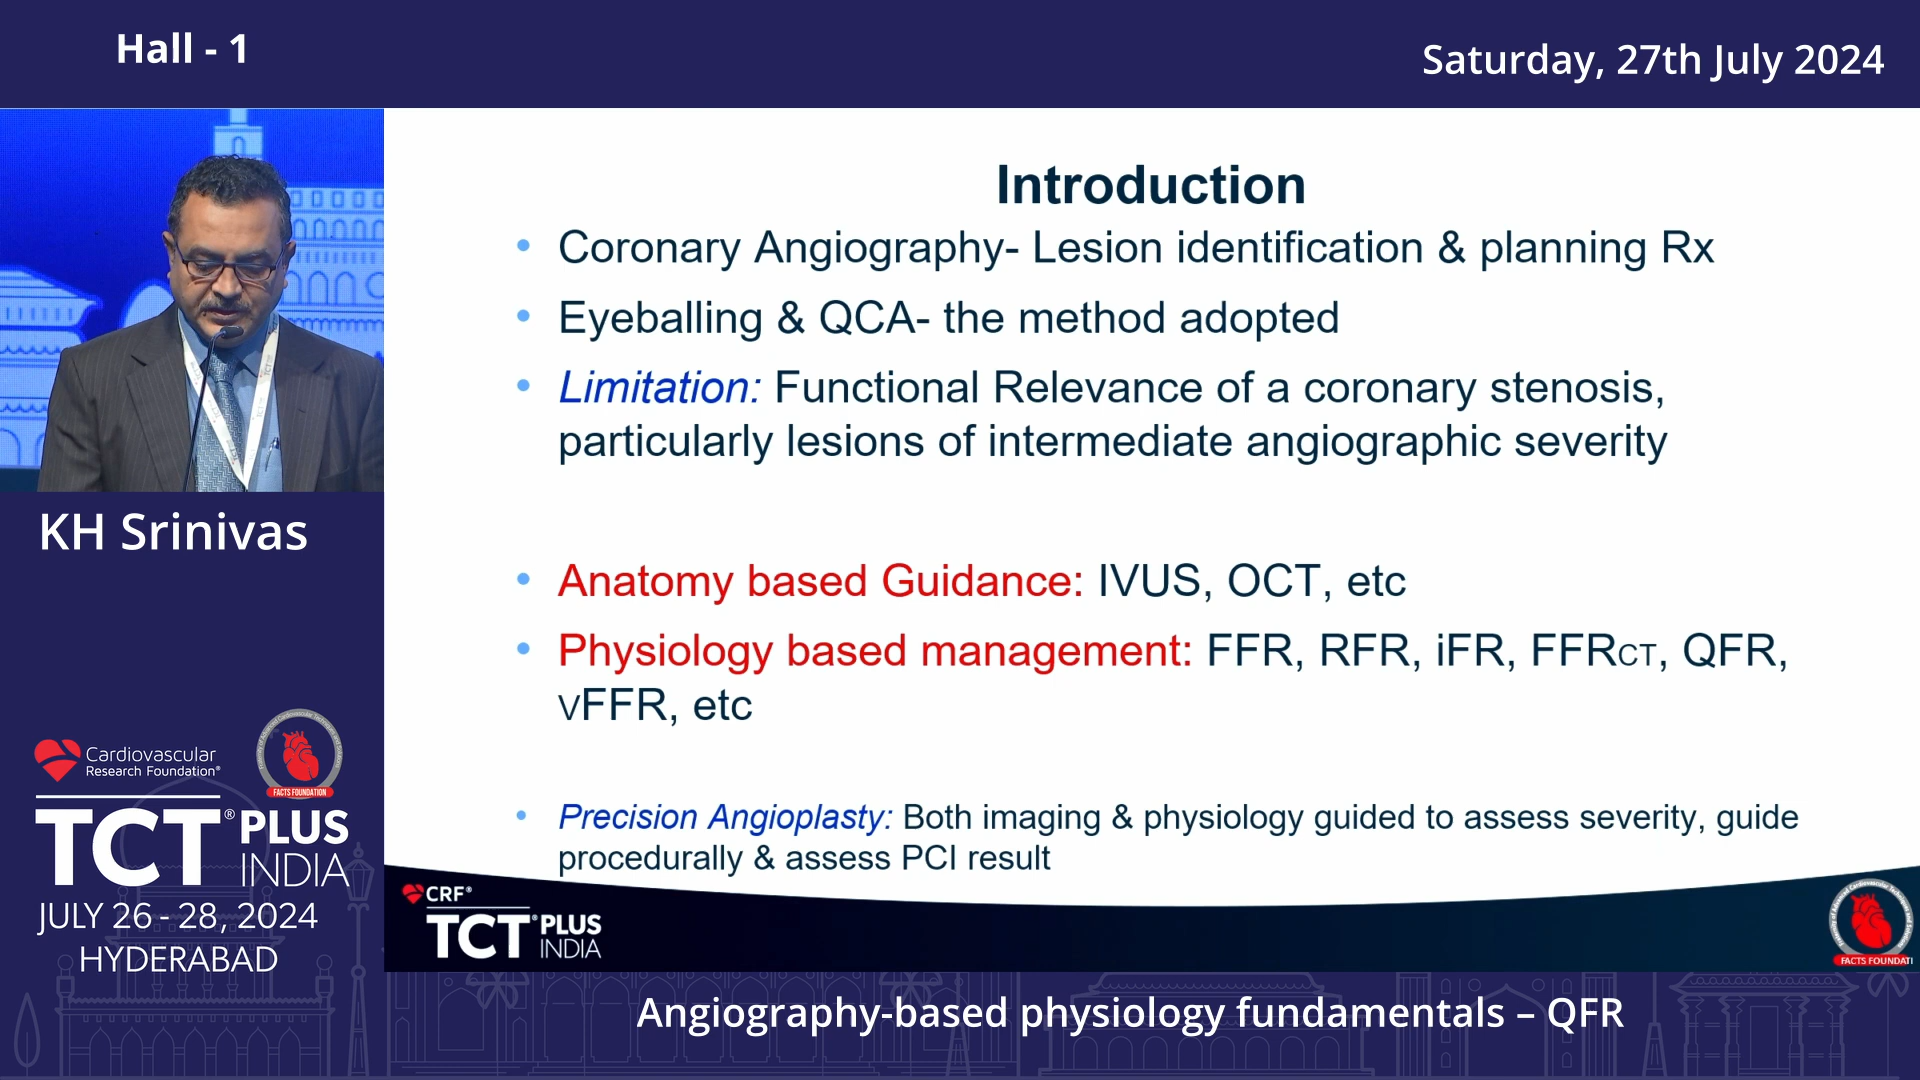 Hall - 1
Saturday, 27th July 2024
Introduction
• Coronary Angiography- Lesion identification & planning Rx
• Eyeballing & QCA- the method adopted
• Limitation: Functional Relevance of a coronary stenosis,
particularly lesions of intermediate angiographic severity
• Anatomy based Guidance: IVUS, OCT, etc
• Physiology based management: FFR, RFR, iFR, FFRCT, QFR,
vFFR, etc
• Precision Angioplasty: Both imaging & physiology guided to assess severity, guide
procedurally & assess PCI result
KH Srinivas
Cardiovascular
Research Foundation®
FACTS FOUNDATION
TCT® PLUS
INDIA
JULY 26 - 28, 2024
HYDERABAD
CRF®
TCT® PLUS
INDIA
FACTS FOUNDATI
Angiography-based physiology fundamentals – QFR